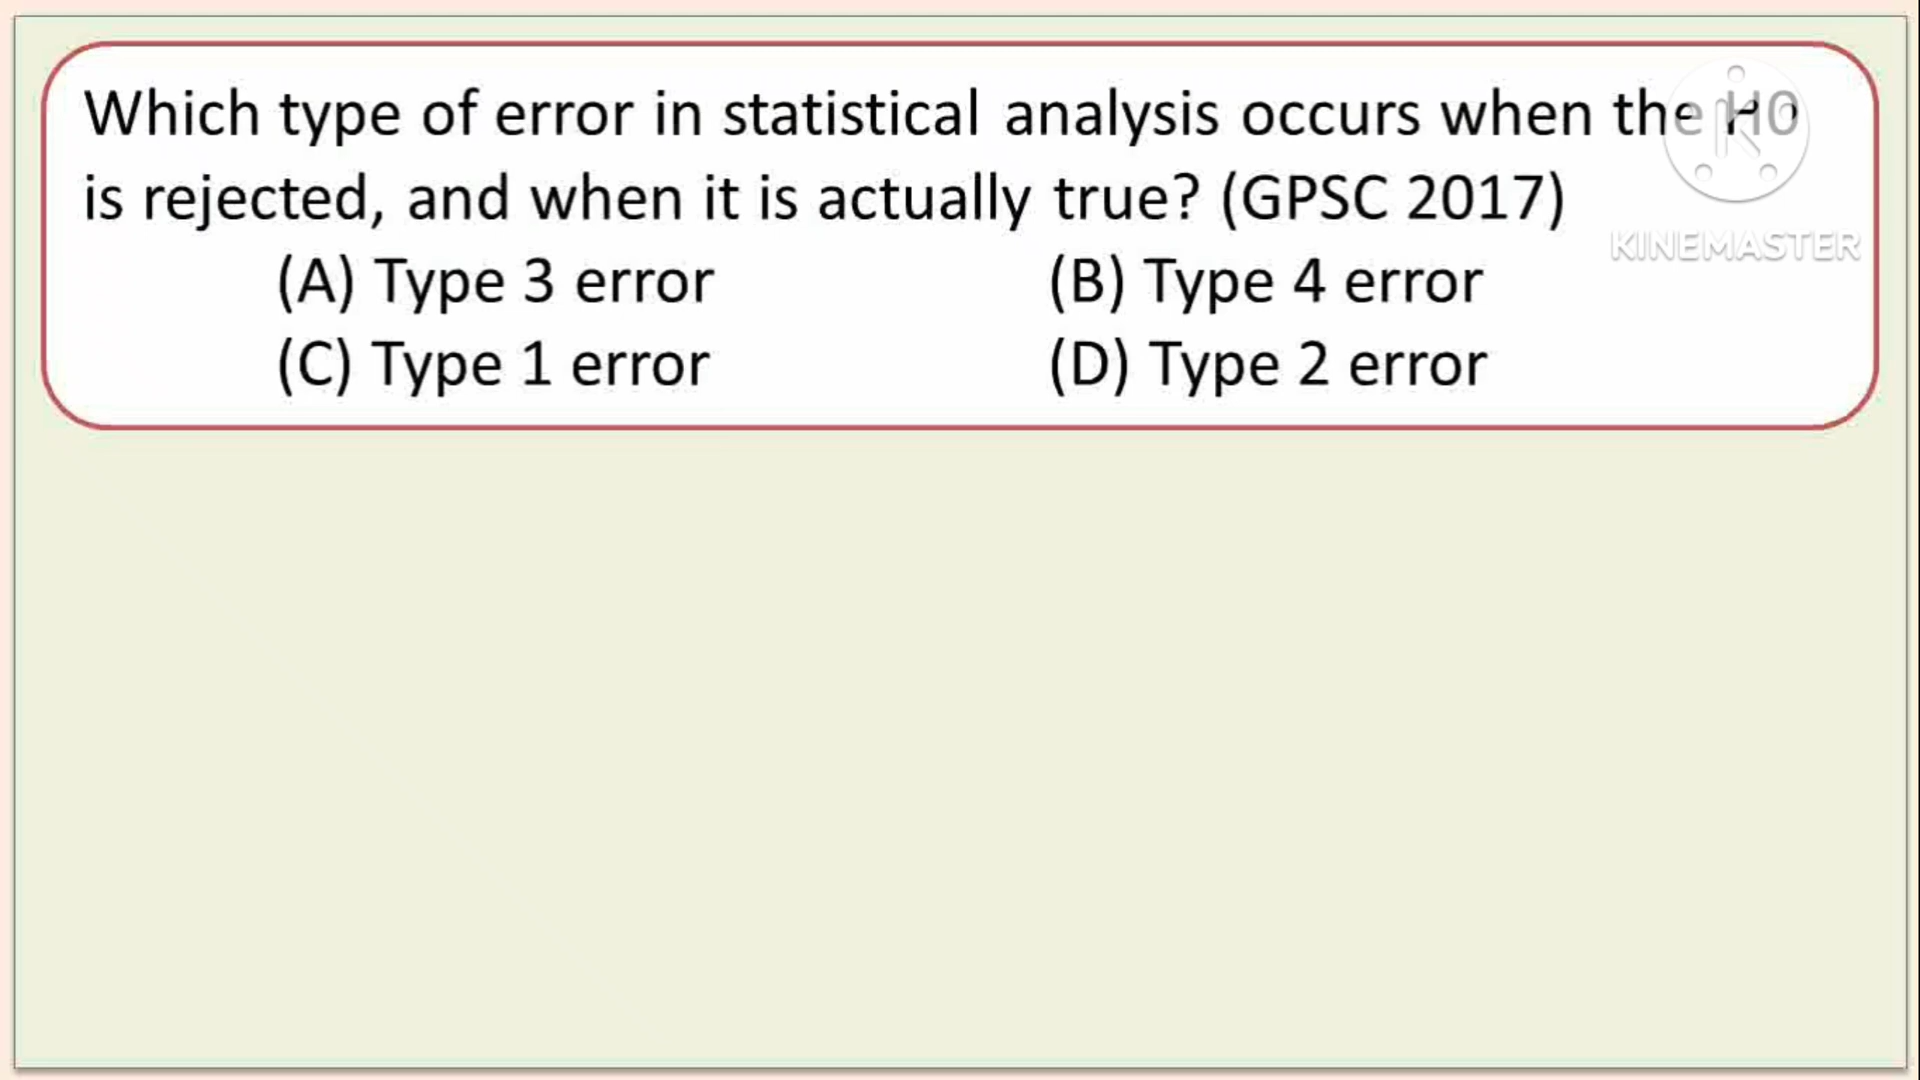 Which type of error in statistical analysis occurs when the H0
is rejected, and when it is actually true? (GPSC 2017)
KINEMASTER
(A) Type 3 error (B) Type 4 error
(C) Type 1 error (D) Type 2 error